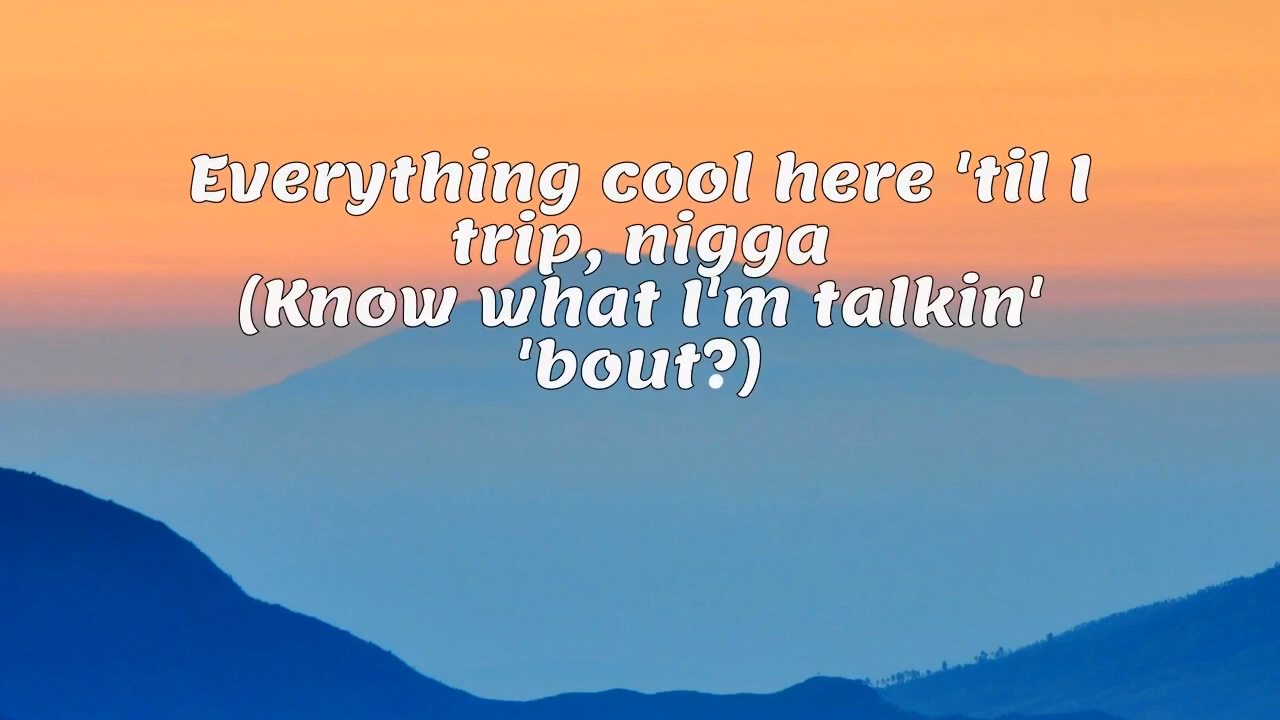 Everything cool here 'til I
trip, nigga
(Know what I'm talkin'
'bout?)